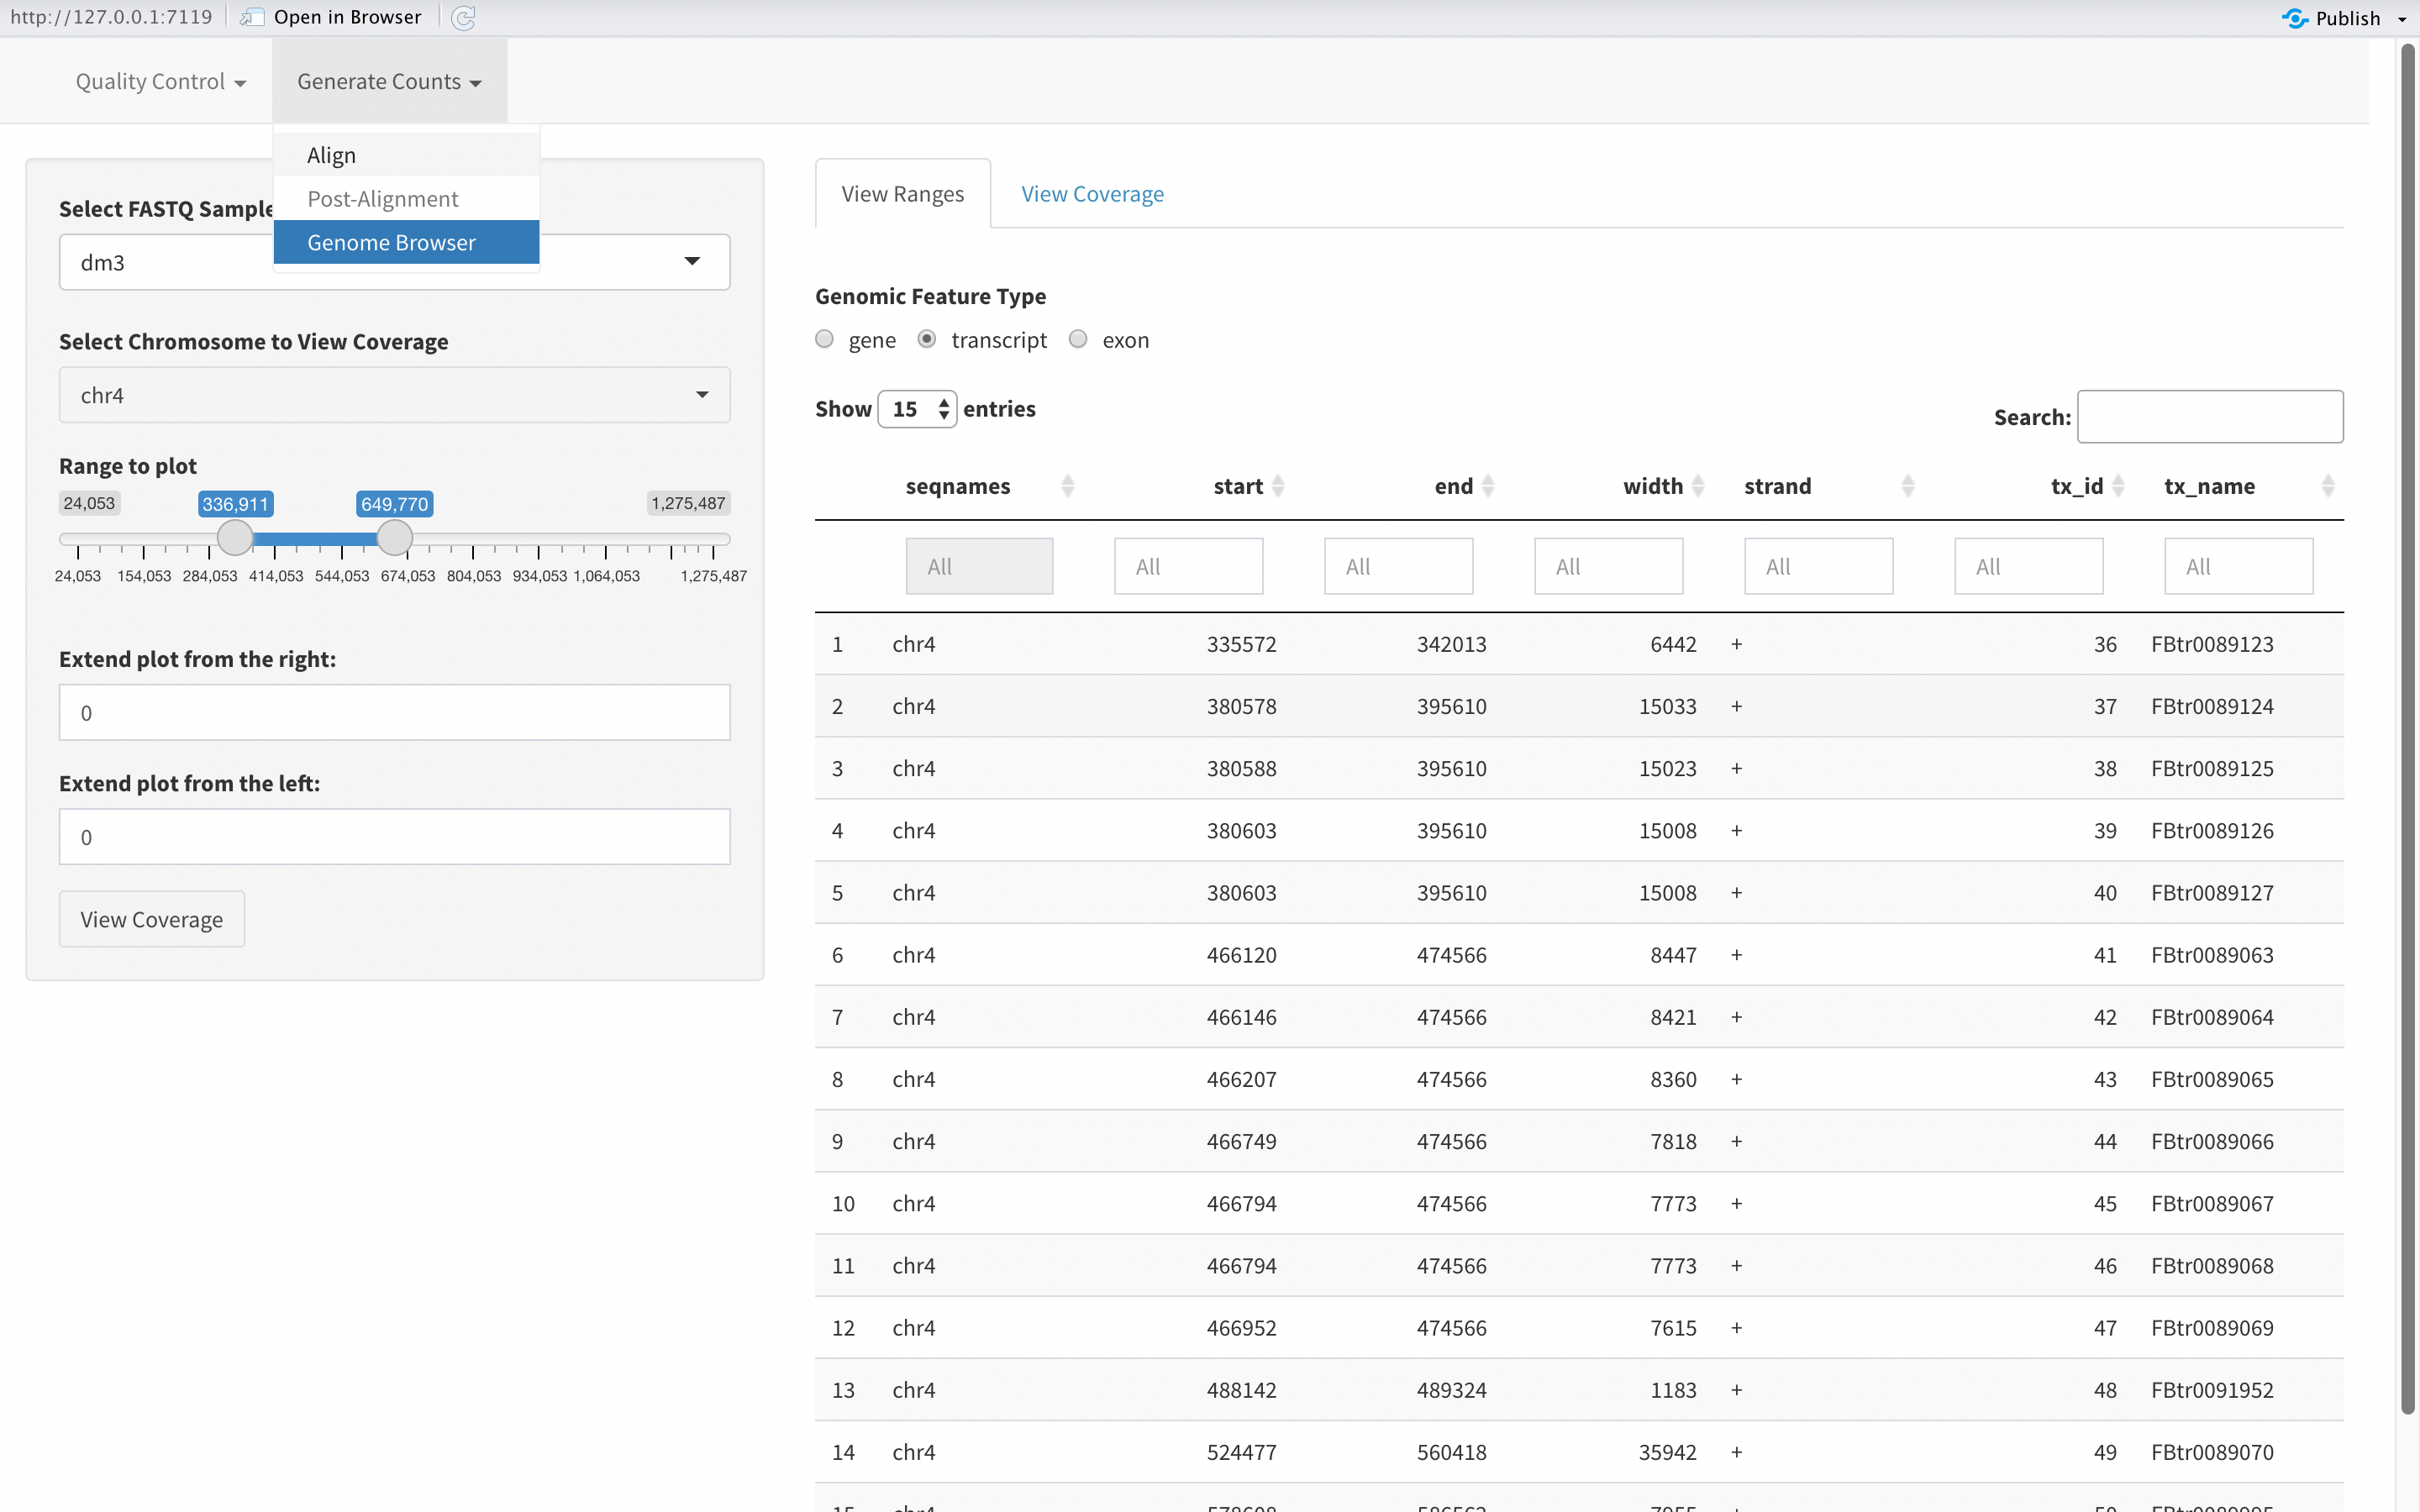 http://127.0.0.1:7119 Open in Browser Publish
Quality Control Generate Counts
Align
Post-Alignment
Genome Browser
Select FASTQ Sample
dm3
Select Chromosome to View Coverage
chr4
Range to plot
24,053 336,911 649,770 1,275,487
24,053 154,053 284,053 414,053 544,053 674,053 804,053 934,053 1,064,053 1,275,487
Extend plot from the right:
0
Extend plot from the left:
0
View Coverage
View Ranges View Coverage
Genomic Feature Type
gene transcript exon
Show 15 entries
Search:
seqnames start end width strand tx_id tx_name
All All All All All All All
1 chr4 335572 342013 6442 + 36 FBtr0089123
2 chr4 380578 395610 15033 + 37 FBtr0089124
3 chr4 380588 395610 15023 + 38 FBtr0089125
4 chr4 380603 395610 15008 + 39 FBtr0089126
5 chr4 380603 395610 15008 + 40 FBtr0089127
6 chr4 466120 474566 8447 + 41 FBtr0089063
7 chr4 466146 474566 8421 + 42 FBtr0089064
8 chr4 466207 474566 8360 + 43 FBtr0089065
9 chr4 466749 474566 7818 + 44 FBtr0089066
10 chr4 466794 474566 7773 + 45 FBtr0089067
11 chr4 466794 474566 7773 + 46 FBtr0089068
12 chr4 466952 474566 7615 + 47 FBtr0089069
13 chr4 488142 489324 1183 + 48 FBtr0091952
14 chr4 524477 560418 35942 + 49 FBtr0089070